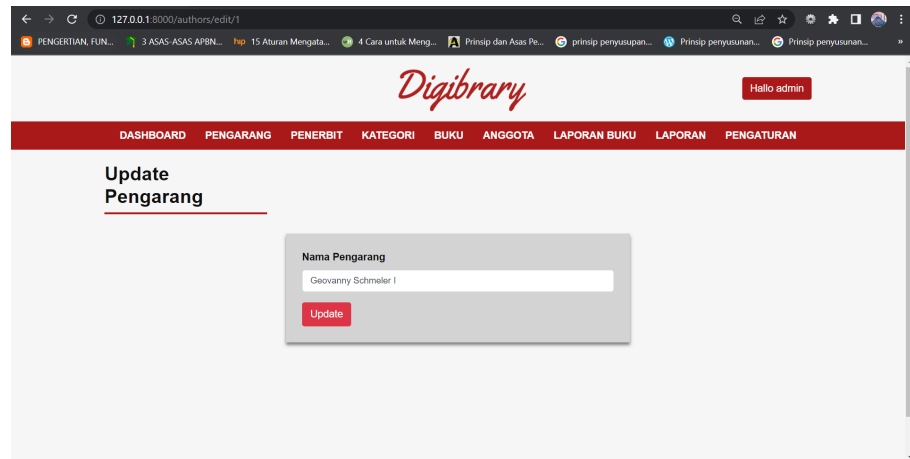 127.0.0.1:8000/authors/edit/1
PENGERTIAN, FUN... 3 ASAS-ASAS APBN... hip 15 Aturan Mengata... 4 Cara untuk Meng... Prinsip dan Asas Pe... prinsip penyusupan... Prinsip penyusunan... Prinsip penyusunan... »
Digibrary
Hallo admin
DASHBOARD PENGARANG PENERBIT KATEGORI BUKU ANGGOTA LAPORAN BUKU LAPORAN PENGATURAN
Update
Pengarang
Nama Pengarang
Geovanny Schmeler I
Update